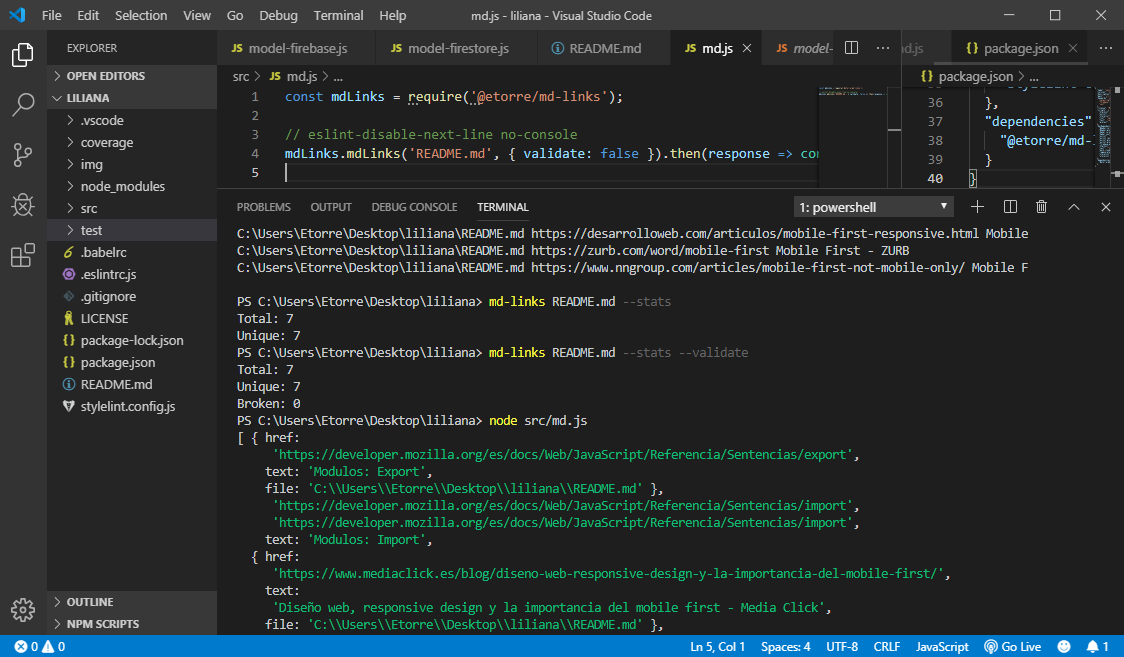 File Edit Selection View Go Debug Terminal Help md.js - liliana - Visual Studio Code
EXPLORER
OPEN EDITORS
LILIANA
.vscode
coverage
img
node_modules
src
test
.babelrc
.eslintrc.js
.gitignore
LICENSE
package-lock.json
package.json
README.md
stylelint.config.js
OUTLINE
NPM SCRIPTS
JS model-firebase.js JS model-firestore.js README.md JS md.js JS model-
src > JS md.js > ...
1 const mdLinks = require('@etorre/md-links');
2
3 // eslint-disable-next-line no-console
4 mdLinks.mdLinks('README.md', { validate: false }).then(response => con
5
d.js {} package.json
{} package.json > ...
36 },
37 "dependencies"
38 "@etorre/md-
39 }
40 }
PROBLEMS OUTPUT DEBUG CONSOLE TERMINAL 1: powershell
C:\Users\Etorre\Desktop\liliana\README.md https://desarrolloweb.com/articulos/mobile-first-responsive.html Mobile
C:\Users\Etorre\Desktop\liliana\README.md https://zurb.com/word/mobile-first Mobile First - ZURB
C:\Users\Etorre\Desktop\liliana\README.md https://www.nngroup.com/articles/mobile-first-not-mobile-only/ Mobile F
PS C:\Users\Etorre\Desktop\liliana> md-links README.md --stats
Total: 7
Unique: 7
PS C:\Users\Etorre\Desktop\liliana> md-links README.md --stats --validate
Total: 7
Unique: 7
Broken: 0
PS C:\Users\Etorre\Desktop\liliana> node src/md.js
[ { href:
'https://developer.mozilla.org/es/docs/Web/JavaScript/Referencia/Sentencias/export',
text: 'Modulos: Export',
file: 'C:\\Users\\Etorre\\Desktop\\liliana\\README.md' },
'https://developer.mozilla.org/es/docs/Web/JavaScript/Referencia/Sentencias/import',
'https://developer.mozilla.org/es/docs/Web/JavaScript/Referencia/Sentencias/import',
text: 'Modulos: Import',
{ href:
'https://www.mediaclick.es/blog/diseno-web-responsive-design-y-la-importancia-del-mobile-first/',
text:
'Diseño web, responsive design y la importancia del mobile first - Media Click',
file: 'C:\\Users\\Etorre\\Desktop\\liliana\\README.md' },
0 0 Ln 5, Col 1 Spaces: 4 UTF-8 CRLF JavaScript Go Live 1